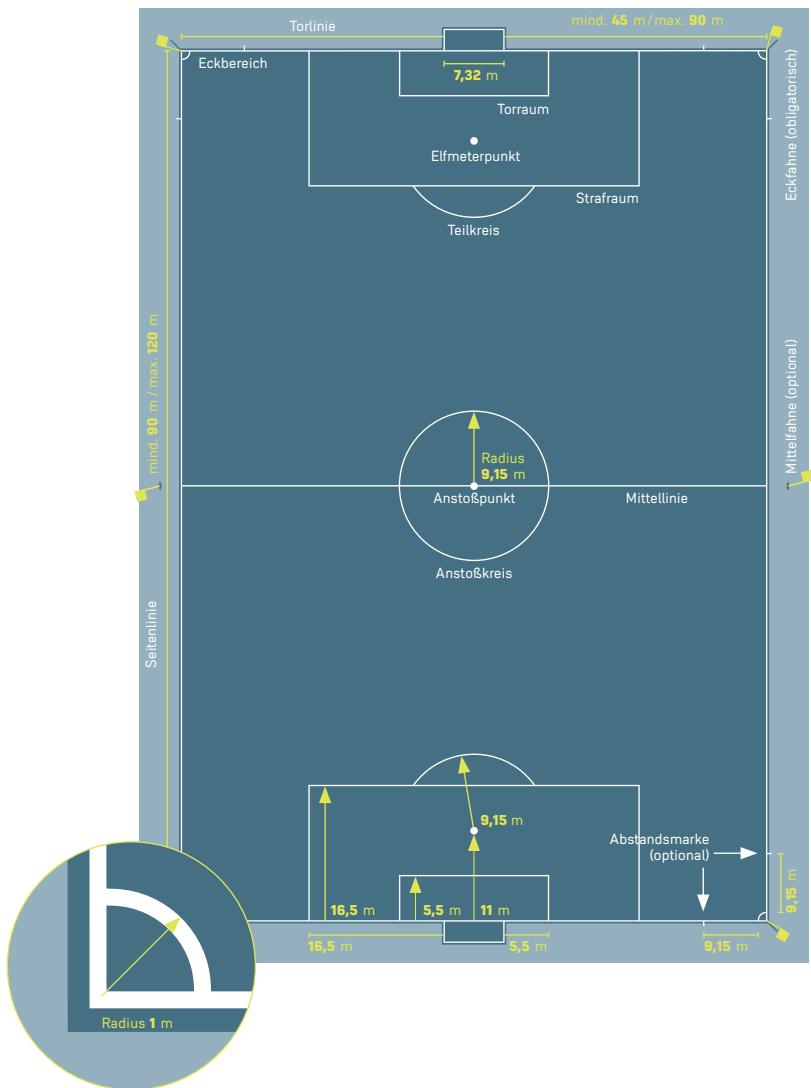 Torlinie
mind. 45 m / max. 90 m
Eckbereich
7,32 m
Torraum
Elfmeterpunkt
Strafraum
Teilkreis
Eckfahne (obligatorisch)
mind. 90 m / max. 120 m
Mittelfahne (optional)
Radius
9,15 m
Anstoßpunkt
Mittellinie
Anstoßkreis
Seitenlinie
9,15 m
Abstandsmarke
(optional)
9,15 m
16,5 m
5,5 m
11 m
16,5 m
5,5 m
9,15 m
Radius 1 m